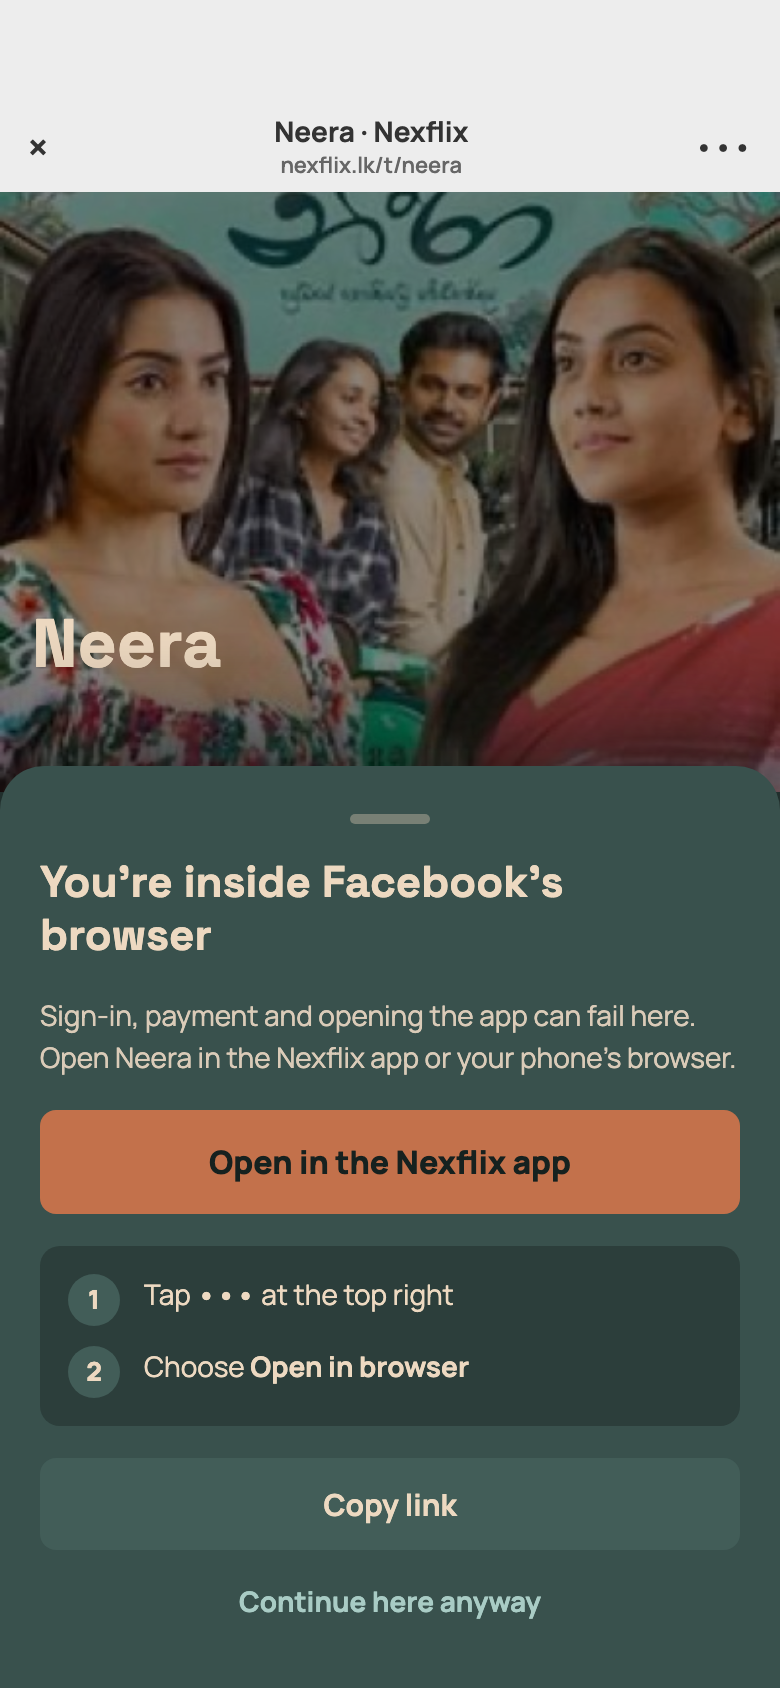 Neera · Nexflix
×
•••
nexflix.lk/t/neera
Neera
You’re inside Facebook’s
browser
Sign-in, payment and opening the app can fail here.
Open Neera in the Nexflix app or your phone’s browser.
Open in the Nexflix app
1 Tap ••• at the top right
2 Choose Open in browser
Copy link
Continue here anyway